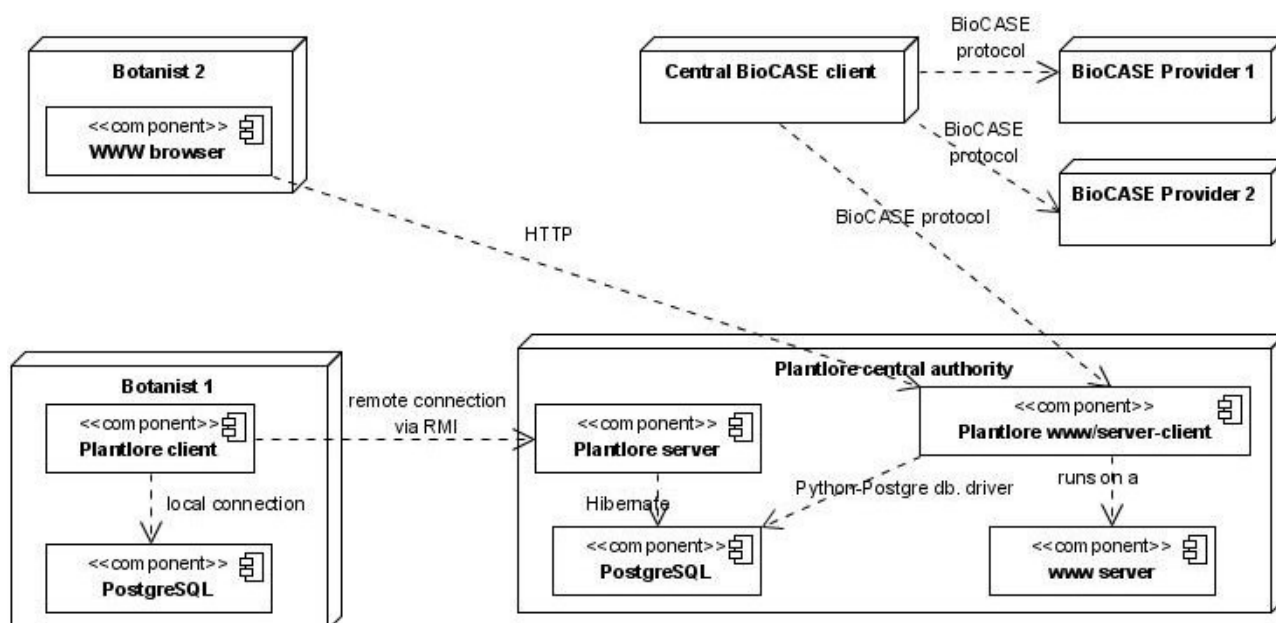 Botanist 2
<<component>>
WWW browser
Central BioCASE client
BioCASE
protocol
BioCASE Provider 1
BioCASE
protocol
BioCASE Provider 2
BioCASE protocol
HTTP
Botanist 1
<<component>>
Plantlore client
local connection
<<component>>
PostgreSQL
remote connection
via RMI
Plantlore central authority
<<component>>
Plantlore server
<<component>>
Plantlore www/server-client
Hibernate
Python-Postgre db. driver
runs on a
<<component>>
PostgreSQL
<<component>>
www server